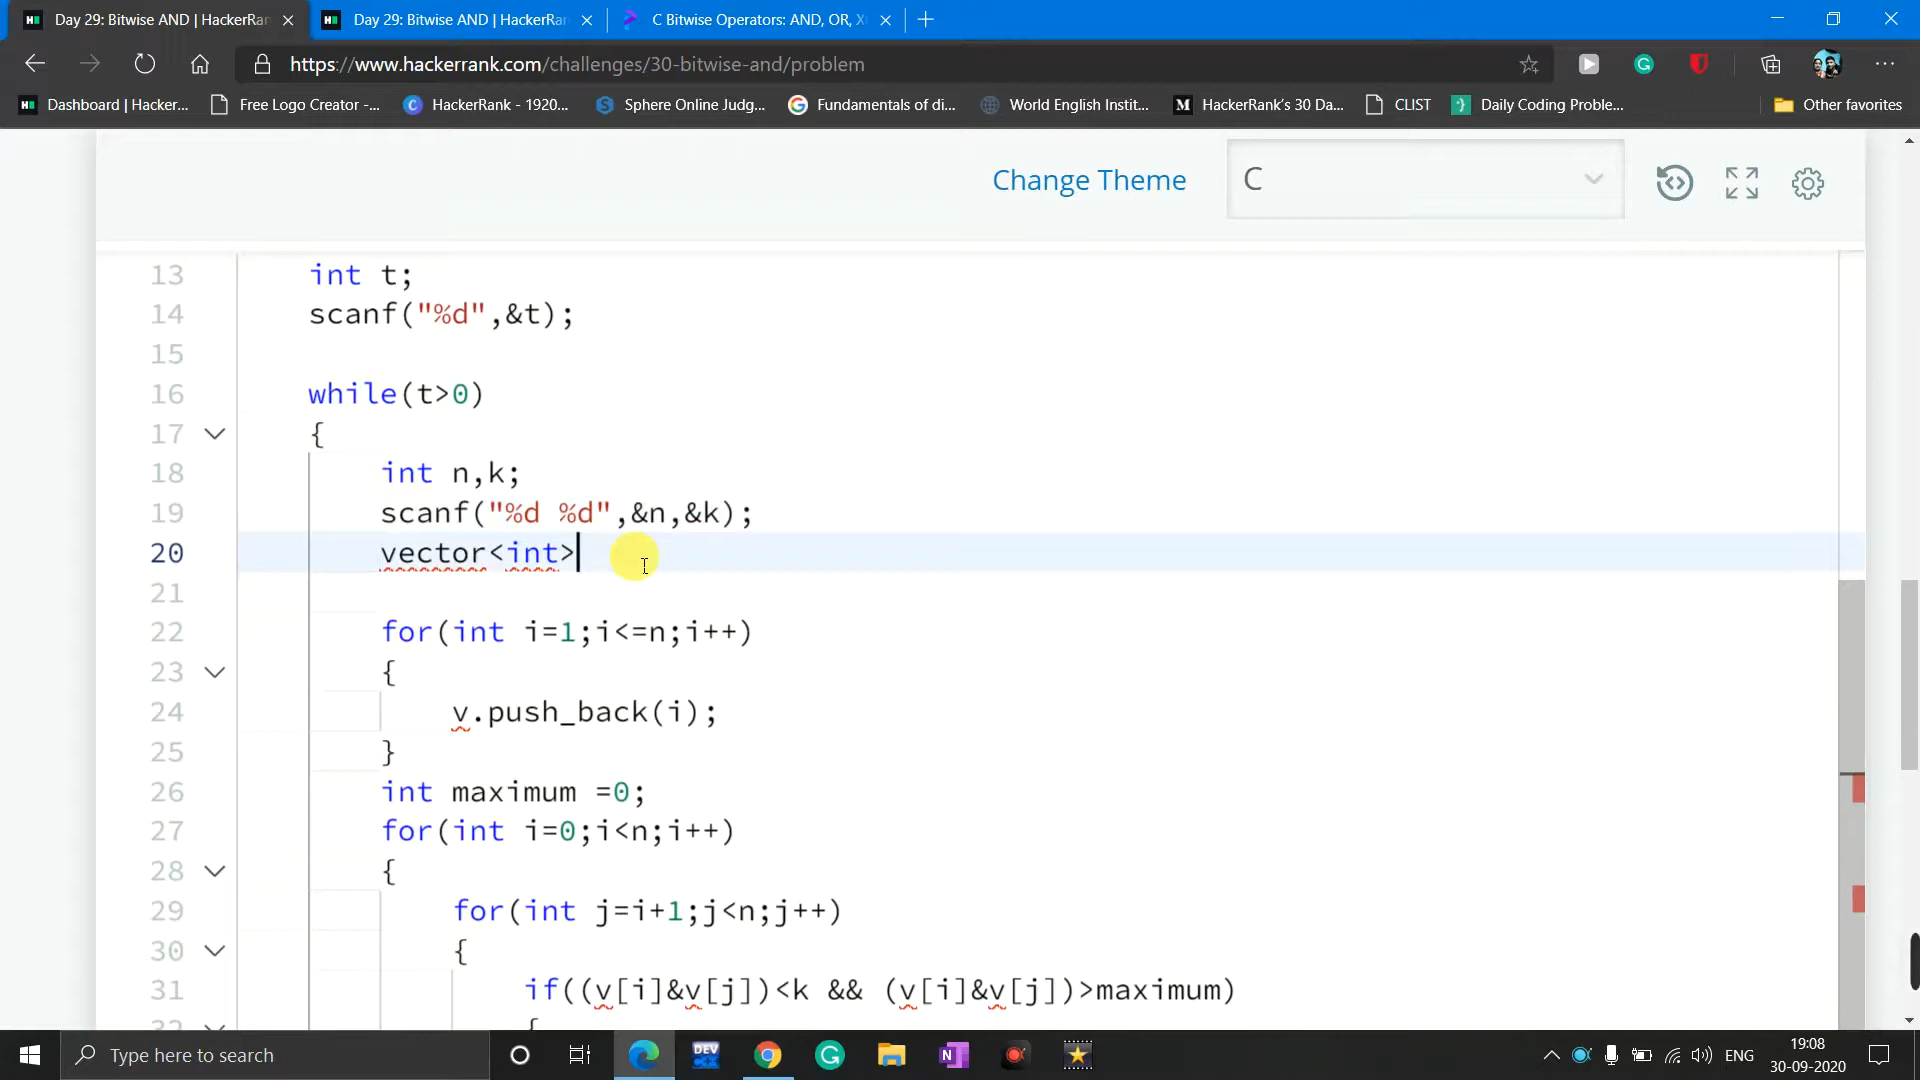 Day 29: Bitwise AND | HackerRan
Day 29: Bitwise AND | HackerRan
C Bitwise Operators: AND, OR, X
https://www.hackerrank.com/challenges/30-bitwise-and/problem
Dashboard | Hacker...
Free Logo Creator -...
HackerRank - 1920...
Sphere Online Judg...
Fundamentals of di...
World English Instit...
HackerRank's 30 Da...
CLIST
Daily Coding Proble...
Other favorites
Change Theme
C
13 int t;
14 scanf("%d",&t);
15
16 while(t>0)
17 {
18 int n,k;
19 scanf("%d %d",&n,&k);
20 vector<int>
21
22 for(int i=1;i<=n;i++)
23 {
24 v.push_back(i);
25 }
26 int maximum =0;
27 for(int i=0;i<n;i++)
28 {
29 for(int j=i+1;j<n;j++)
30 {
31 if((v[i]&v[j])<k && (v[i]&v[j])>maximum)
32 {
Type here to search
DEV
ENG
19:08
30-09-2020